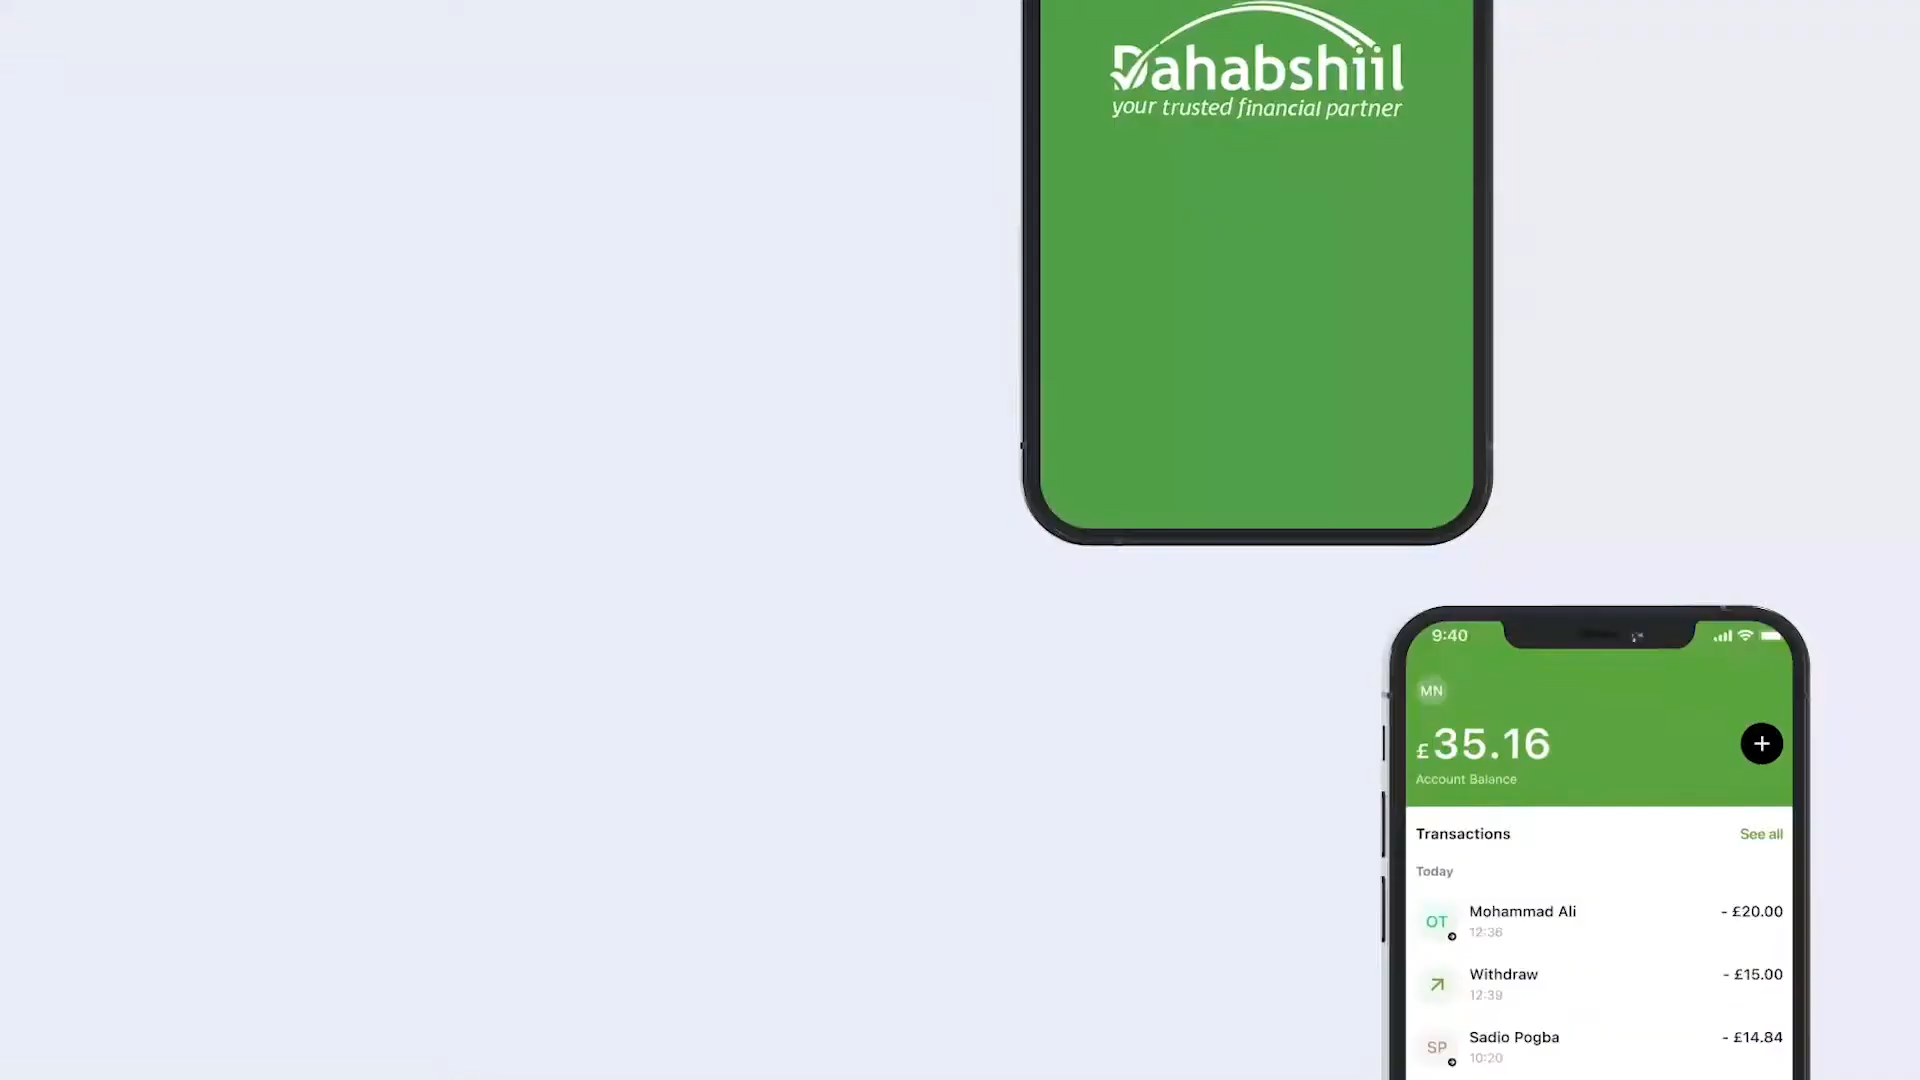 Dahabshiil
your trusted financial partner
9:40
MN
£35.16
+
Account Balance
Transactions
See all
Today
OT
Mohammad Ali
- £20.00
12:36
Withdraw
- £15.00
12:39
SP
Sadio Pogba
- £14.84
10:20